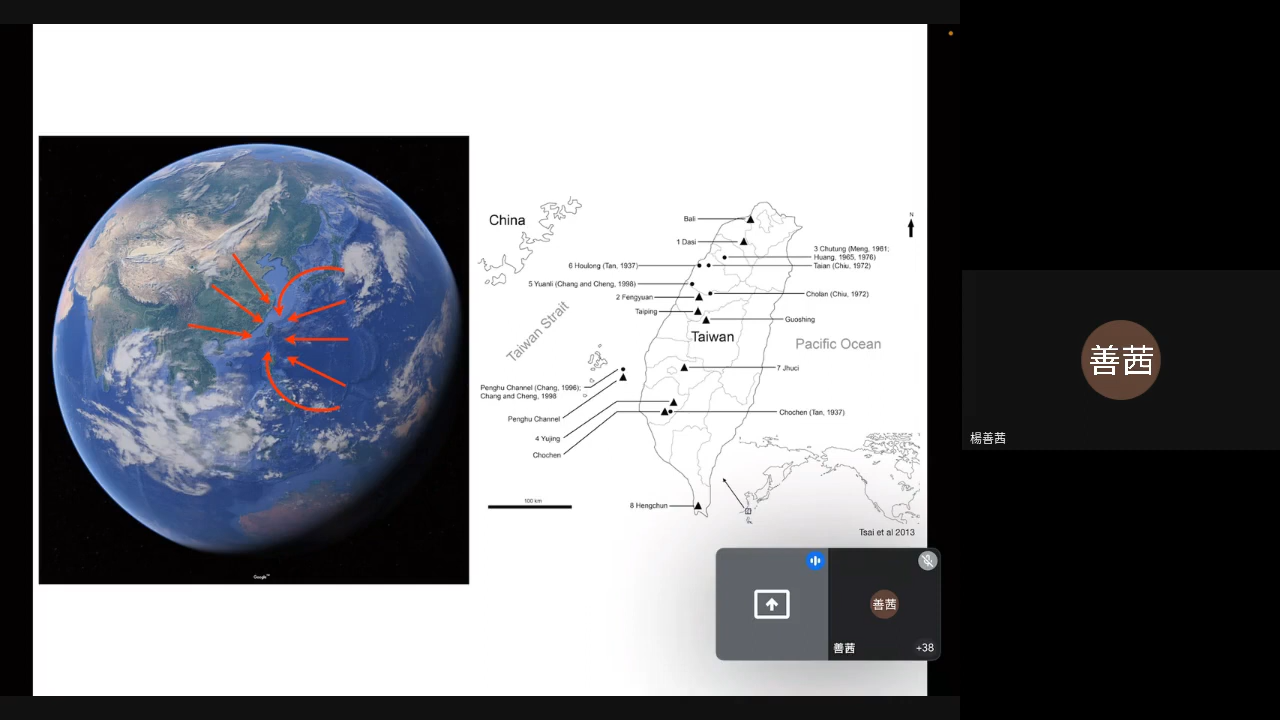 China
Taiwan Strait
Bali
1 Dasi
6 Houlong (Tan, 1937)
5 Yuanli (Chang and Cheng, 1998)
2 Fengyuan
Taiping
Taiwan
Penghu Channel (Chang, 1996);
Chang and Cheng, 1998
Penghu Channel
4 Yujing
Chochen
100 km
8 Hengchun
N
3 Chutung (Meng, 1981;
Huang, 1965, 1976)
Taian (Chiu, 1972)
Cholan (Chiu, 1972)
Guoshing
Pacific Ocean
7 Jhuci
Chochen (Tan, 1937)
Tsai et al 2013
Google™
善茜
善茜
+38
善茜
楊善茜